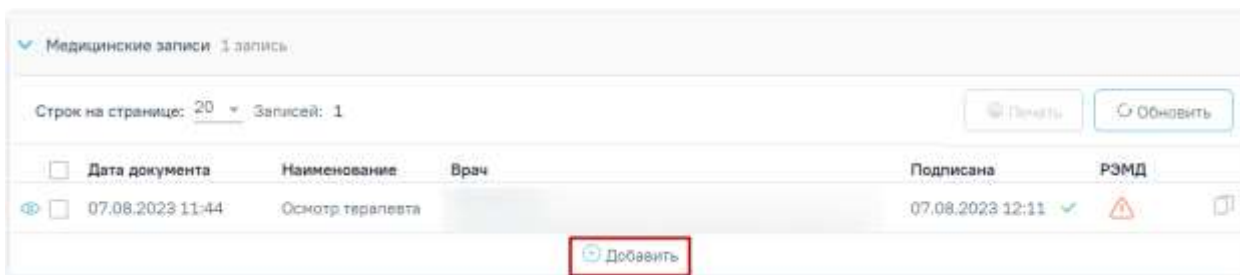 Медицинские записи 1 запись
Строк на странице: 20 Записей: 1 Печать Обновить
Дата документа Наименование Врач Подписана РЭМД
07.08.2023 11:44 Осмотр терапевта 07.08.2023 12:11
Добавить